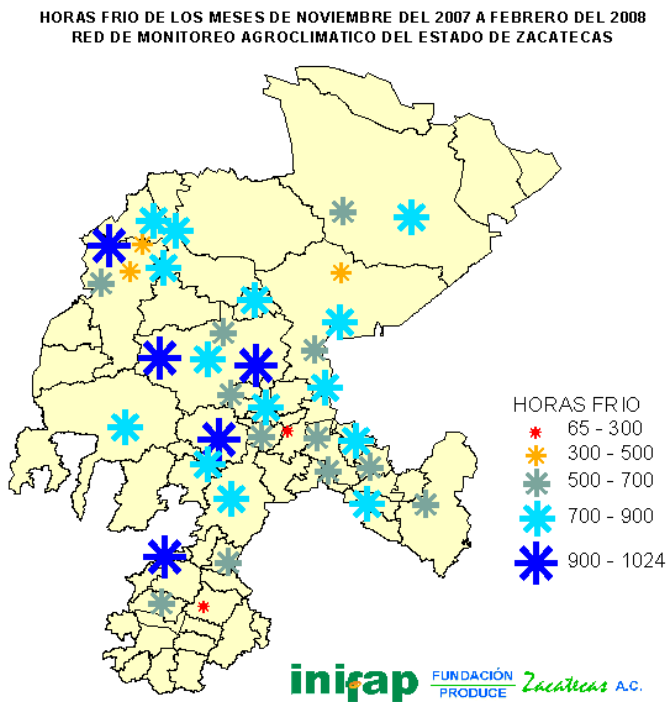 HORAS FRIO DE LOS MESES DE NOVIEMBRE DEL 2007 A FEBRERO DEL 2008
RED DE MONITOREO AGROCLIMATICO DEL ESTADO DE ZACATECAS
HORAS FRIO
65 - 300
300 - 500
500 - 700
700 - 900
900 - 1024
inifap
FUNDACIÓN
PRODUCE
Zacatecas A.C.